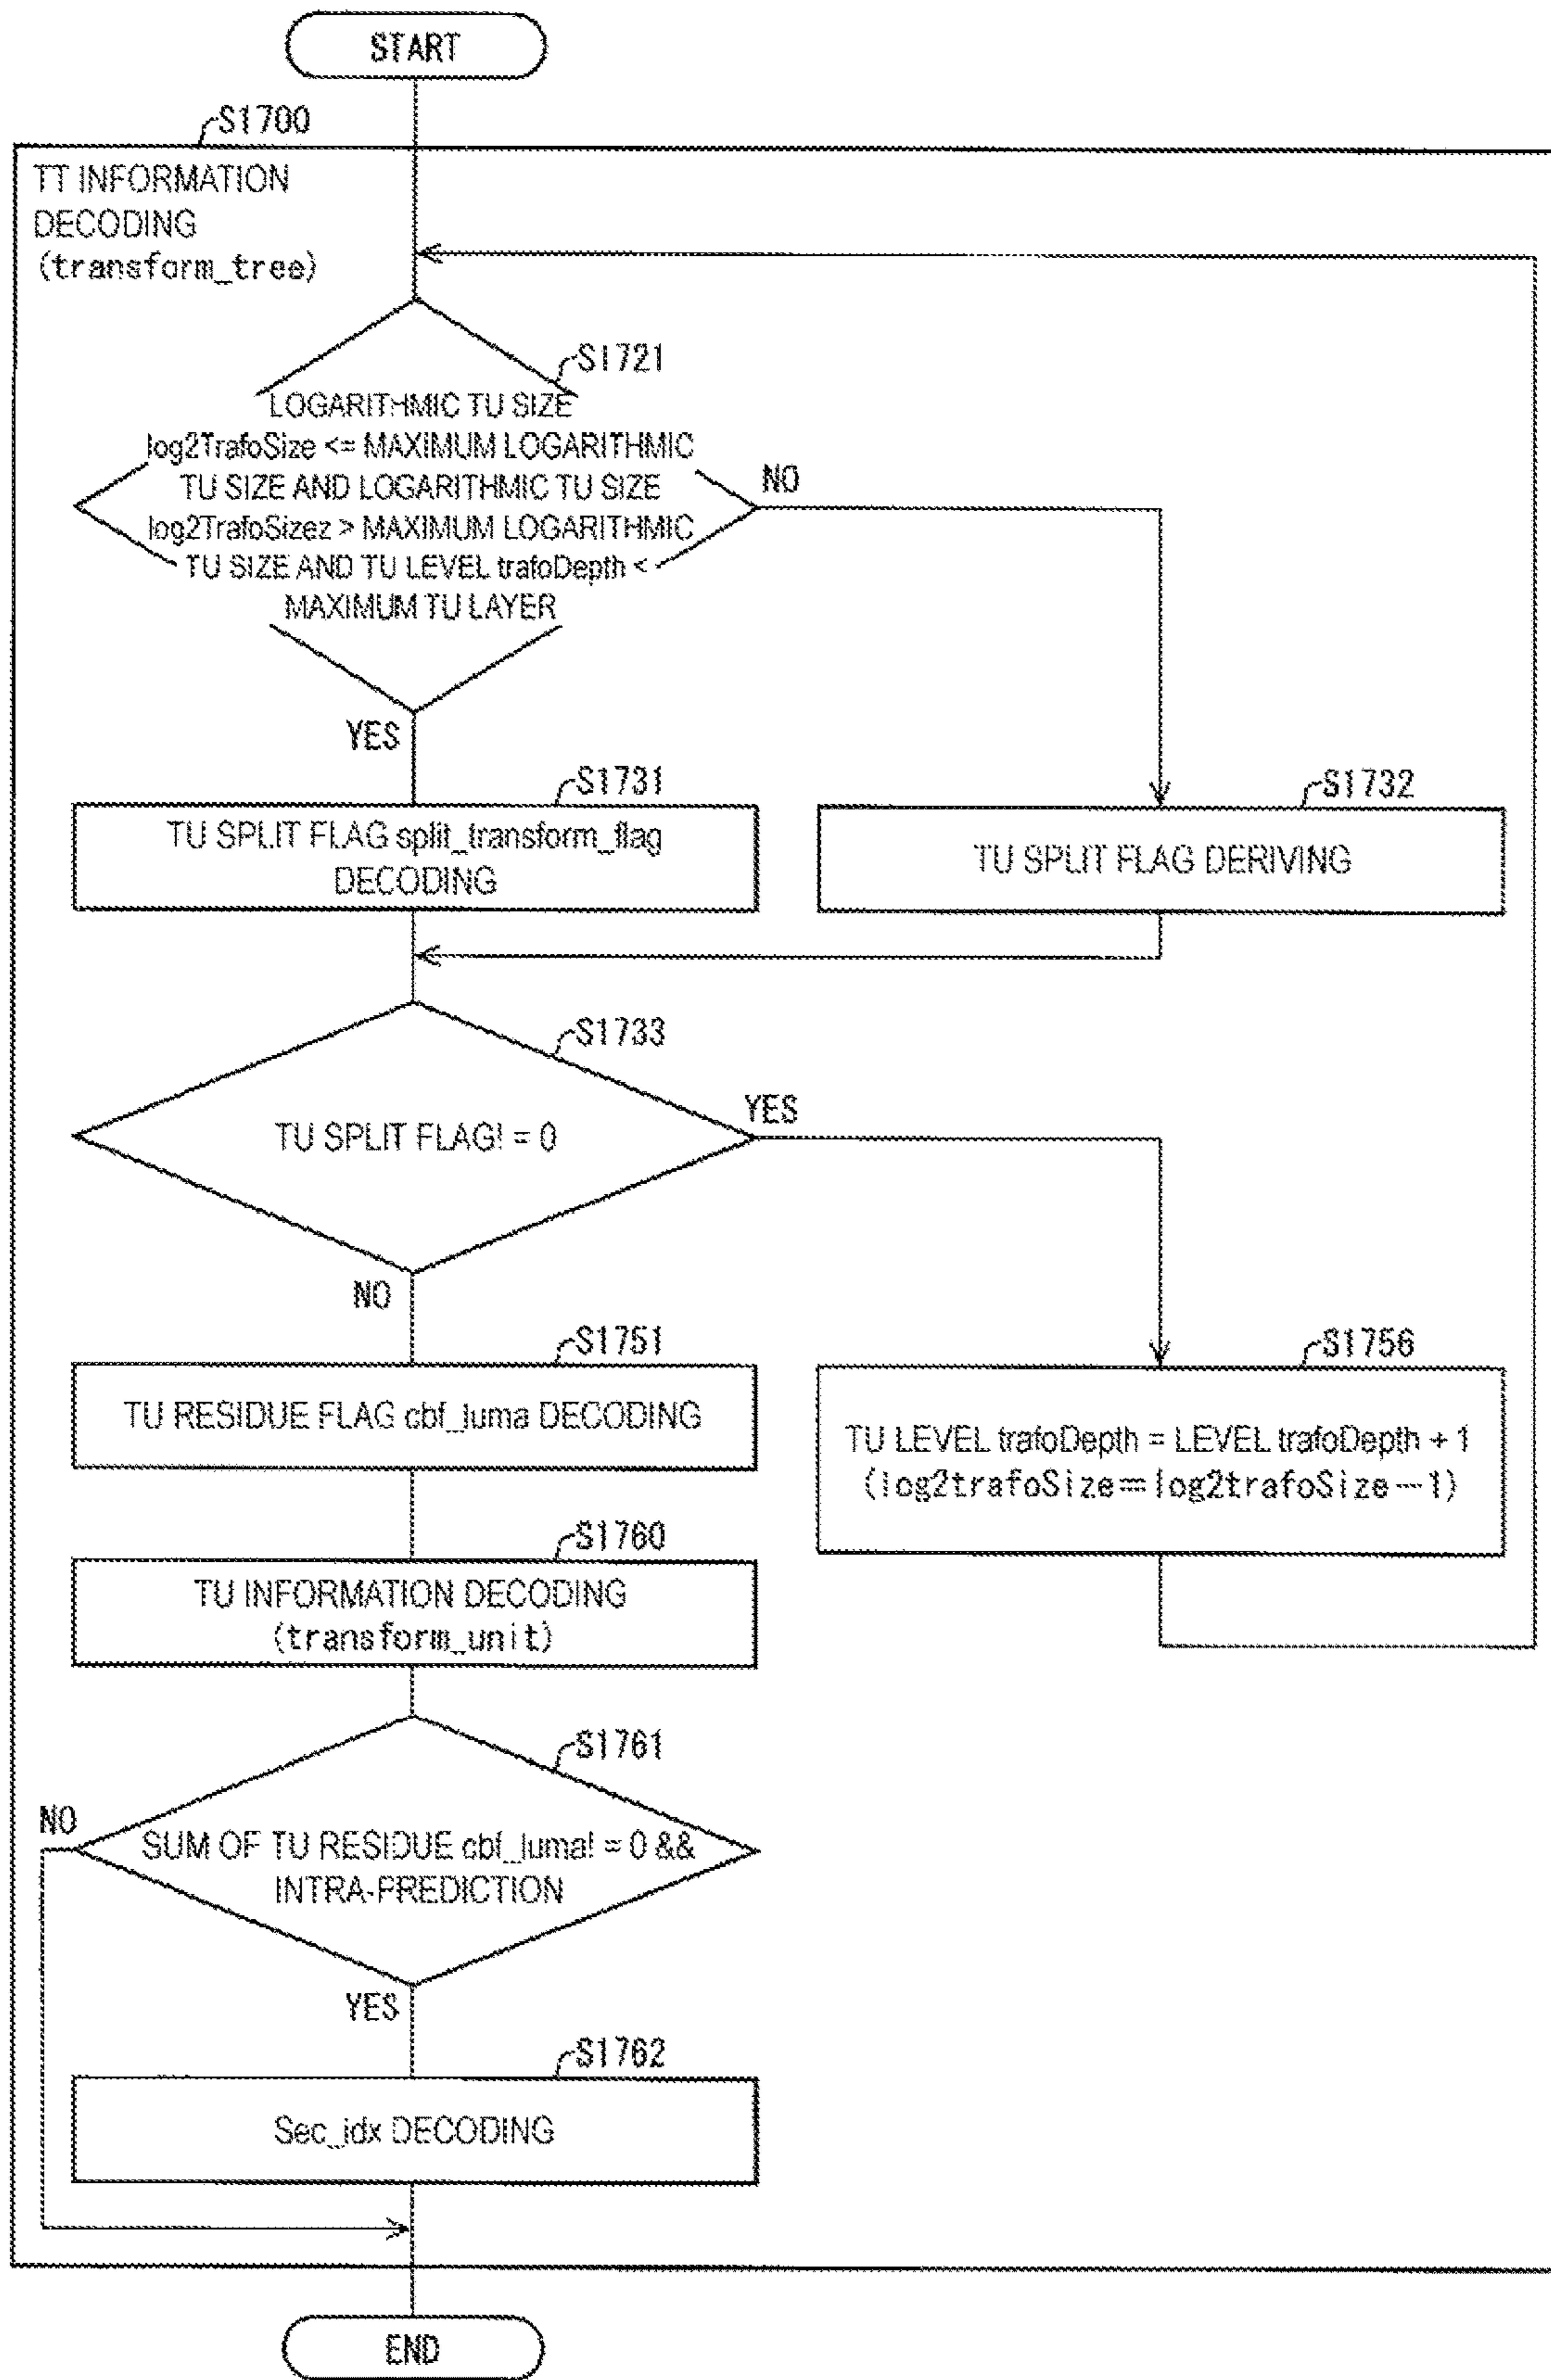 START
S1700
TT INFORMATION
DECODING
(transform_tree)
S1721
LOGARITHMIC TU SIZE
log2TrafoSize <= MAXIMUM LOGARITHMIC
TU SIZE AND LOGARITHMIC TU SIZE
log2TrafoSizez > MAXIMUM LOGARITHMIC
TU SIZE AND TU LEVEL trafoDepth <
MAXIMUM TU LAYER
NO
YES
S1731
TU SPLIT FLAG split_transform_flag
DECODING
S1732
TU SPLIT FLAG DERIVING
S1733
TU SPLIT FLAG! = 0
YES
NO
S1751
TU RESIDUE FLAG cbf_luma DECODING
S1756
TU LEVEL trafoDepth = LEVEL trafoDepth + 1
(log2trafoSize=log2trafoSize-1)
S1760
TU INFORMATION DECODING
(transform_unit)
S1761
NO
SUM OF TU RESIDUE cbf_luma! = 0 &&
INTRA-PREDICTION
YES
S1762
Sec_idx DECODING
END